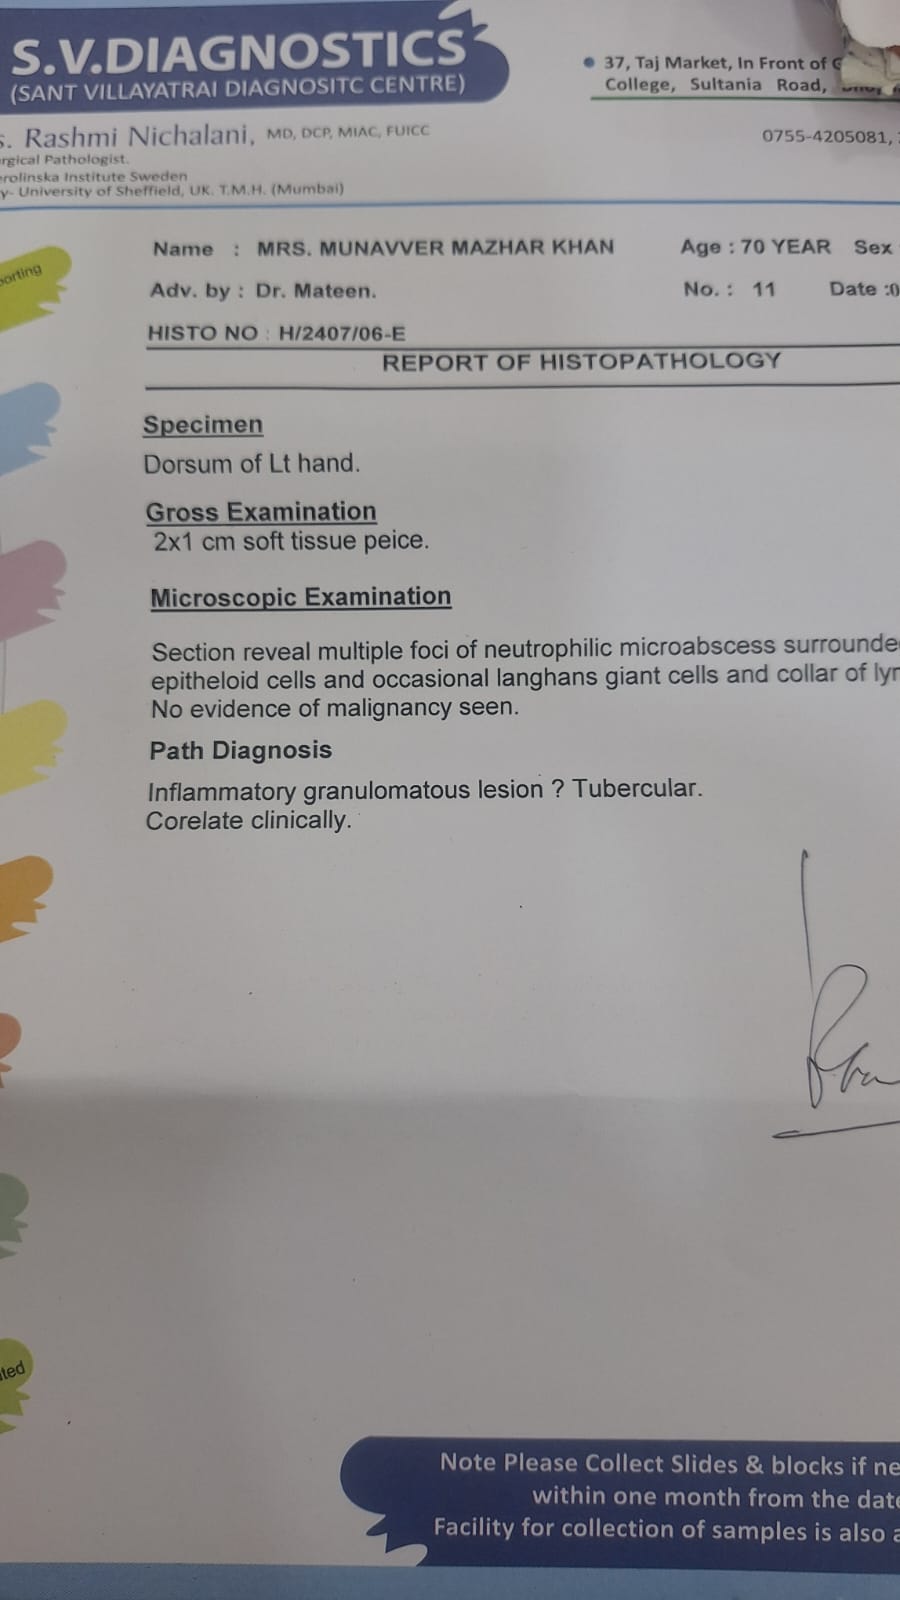 S.V.DIAGNOSTICS
(SANT VILLAYATRAI DIAGNOSITC CENTRE)
37, Taj Market, In Front of
College, Sultania Road,
s. Rashmi Nichalani, MD, DCP, MIAC, FUICC
0755-4205081,
rgical Pathologist.
rolinska Institute Sweden
y- University of Sheffield, UK. T.M.H. (Mumbai)
orting
Name : MRS. MUNAVVER MAZHAR KHAN Age : 70 YEAR Sex
Adv. by : Dr. Mateen. No. : 11 Date :0
HISTO NO : H/2407/06-E
REPORT OF HISTOPATHOLOGY
Specimen
Dorsum of Lt hand.
Gross Examination
2x1 cm soft tissue peice.
Microscopic Examination
Section reveal multiple foci of neutrophilic microabscess surrounde
epitheloid cells and occasional langhans giant cells and collar of lyr
No evidence of malignancy seen.
Path Diagnosis
Inflammatory granulomatous lesion ? Tubercular.
Corelate clinically.
ted
Note Please Collect Slides & blocks if ne
within one month from the date
Facility for collection of samples is also a